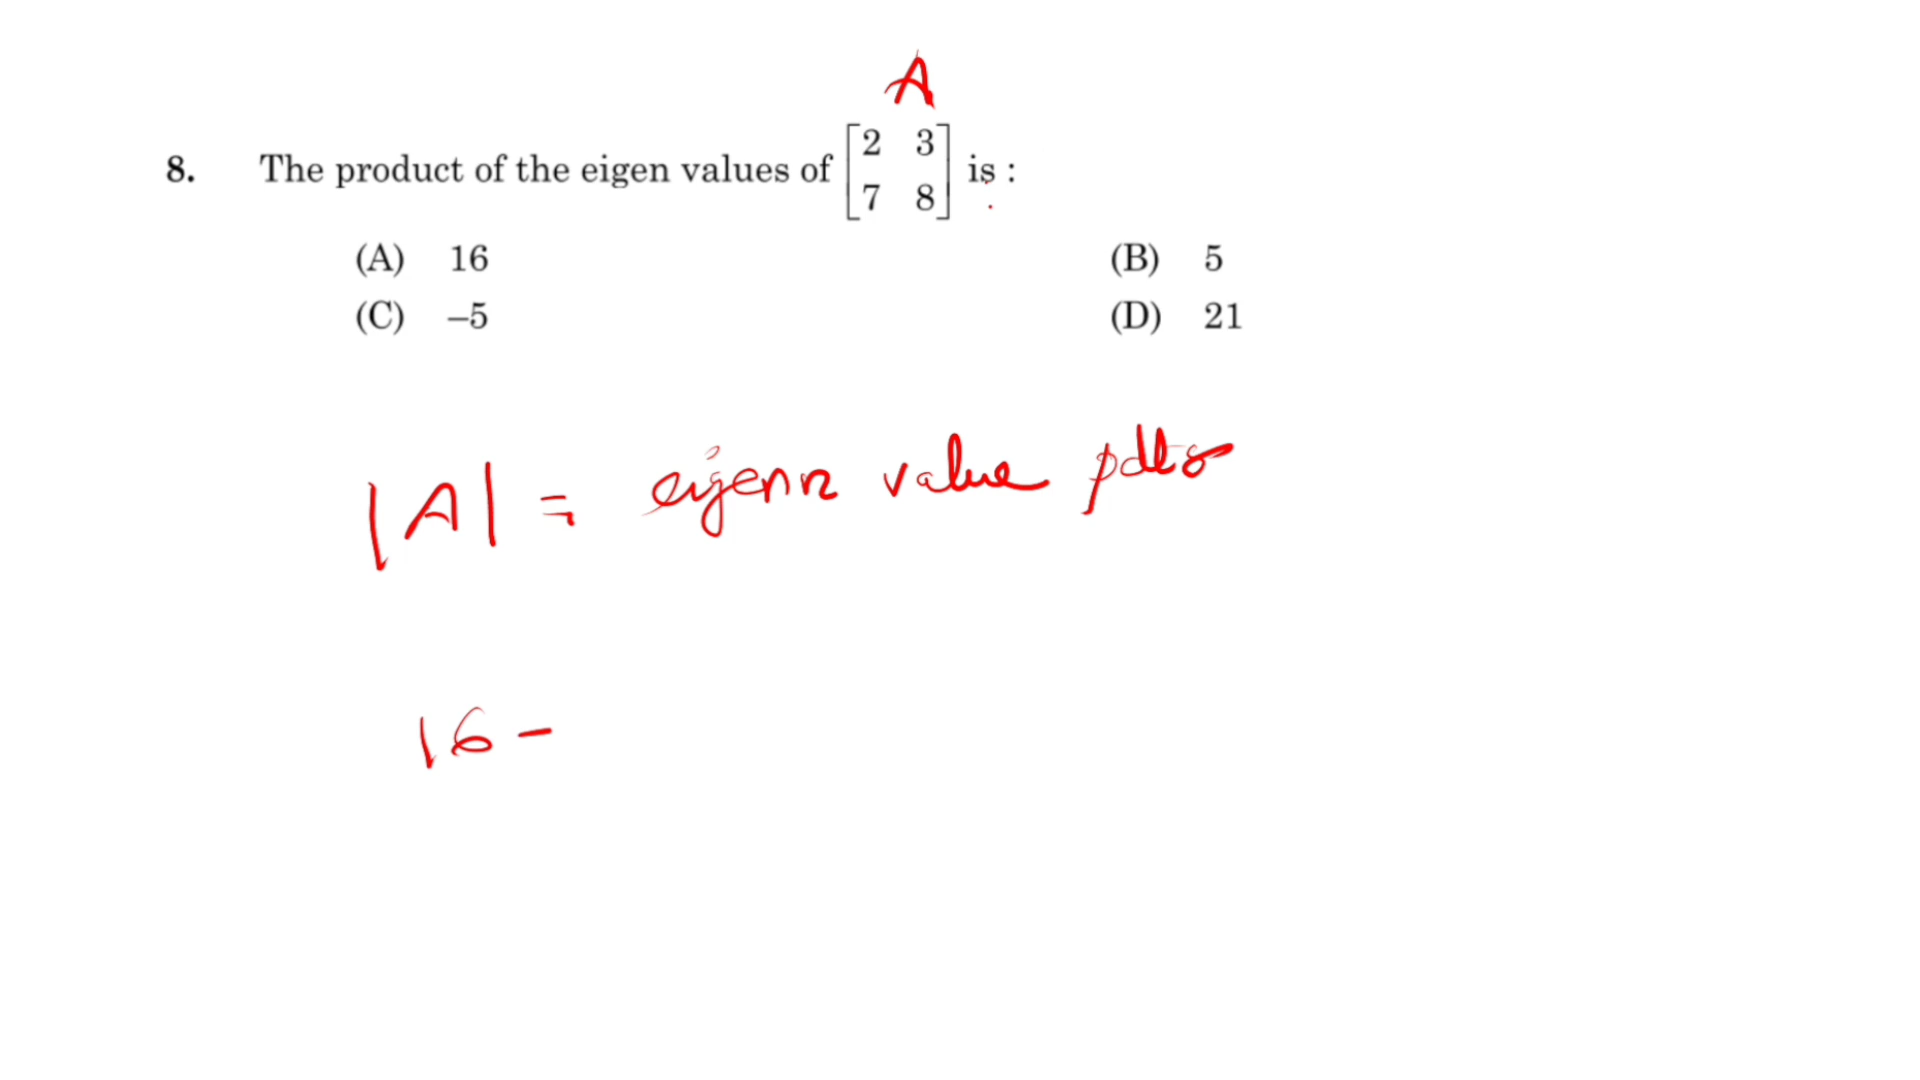 A
8. The product of the eigen values of [2 3 7 8] is :
(A) 16 (B) 5
(C) –5 (D) 21
|A| = eigenn value
16 –